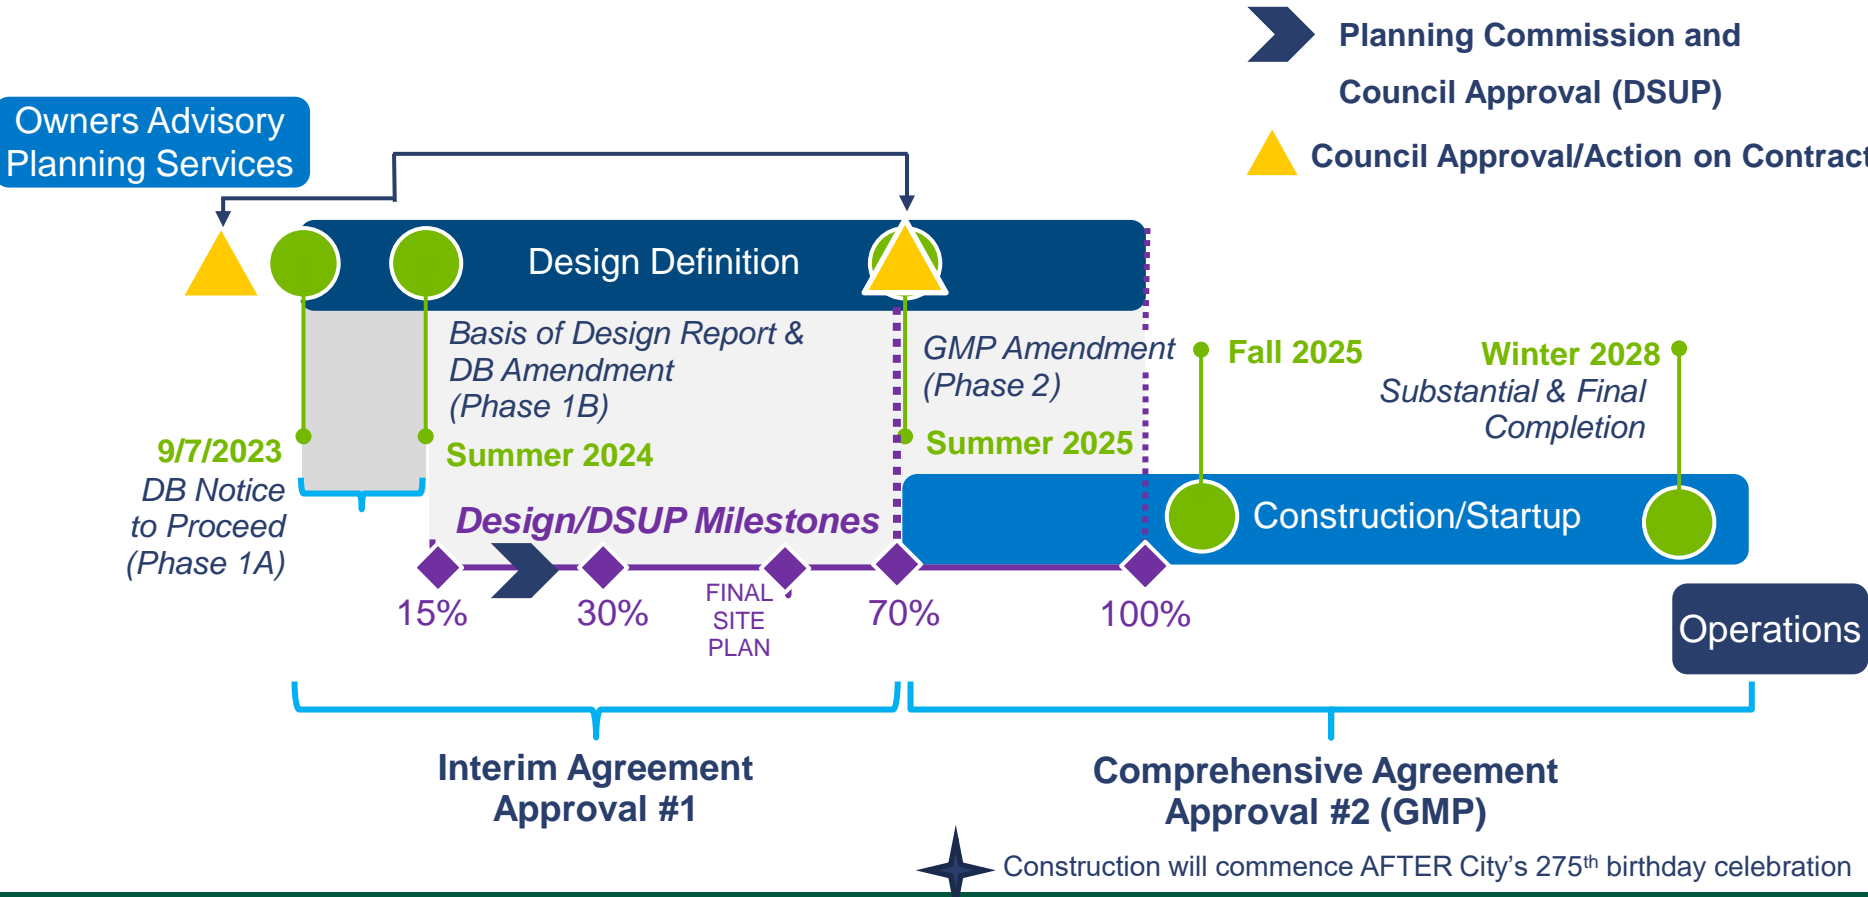 Planning Commission and
Council Approval (DSUP)
Council Approval/Action on Contract
Owners Advisory
Planning Services
Design Definition
Basis of Design Report &
DB Amendment
(Phase 1B)
GMP Amendment
(Phase 2)
Fall 2025
Winter 2028
Substantial & Final
Completion
9/7/2023
DB Notice
to Proceed
(Phase 1A)
Summer 2024
Summer 2025
Design/DSUP Milestones
Construction/Startup
15%
30%
FINAL
SITE
PLAN
70%
100%
Operations
Interim Agreement
Approval #1
Comprehensive Agreement
Approval #2 (GMP)
Construction will commence AFTER City’s 275th birthday celebration